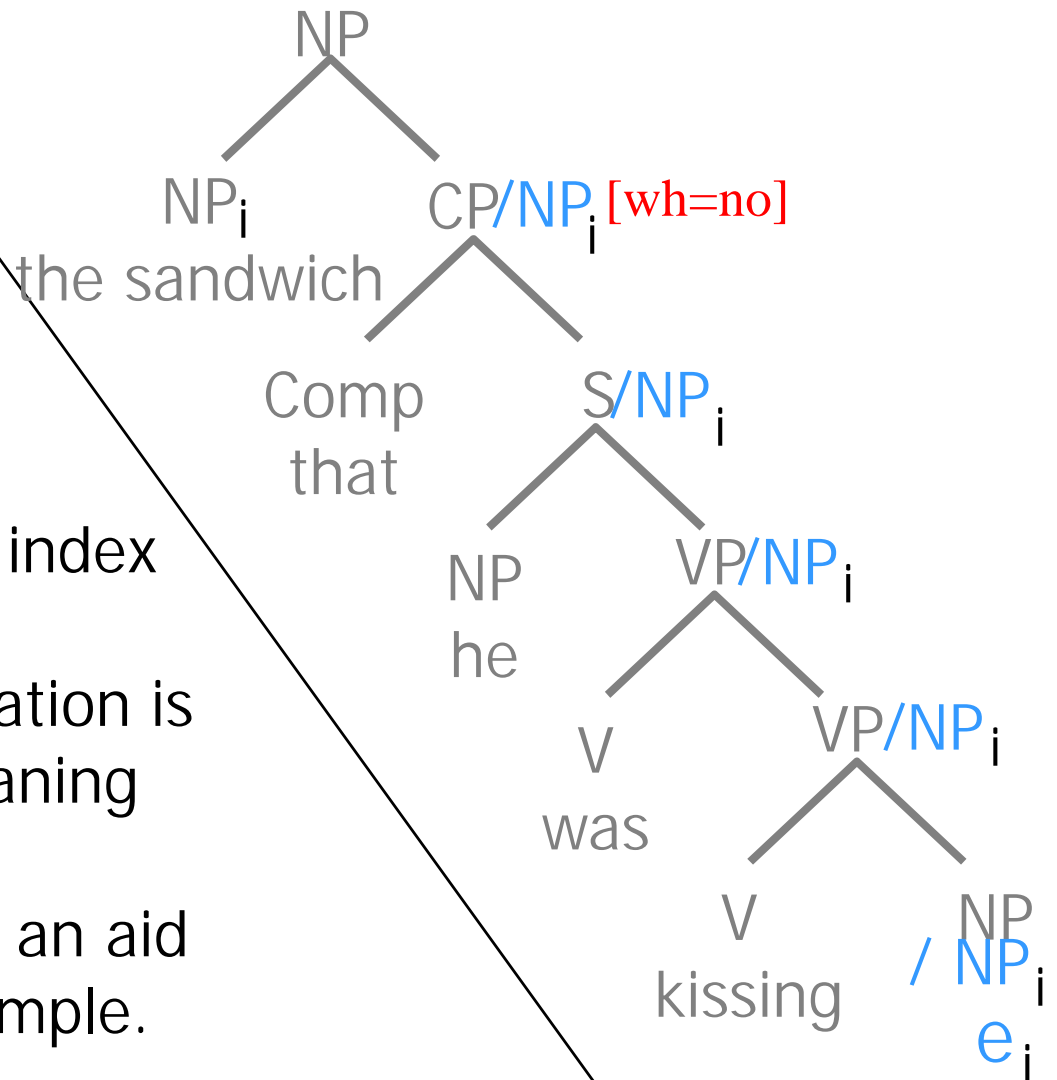 NP
NPi CP/NPi [wh=no]
the sandwich
Comp S/NPi
that
index
NP VP/NPi
he
ation is
V VP/NPi
aning
was
an aid
V NP
/ NPi
kissing
mple.
ei